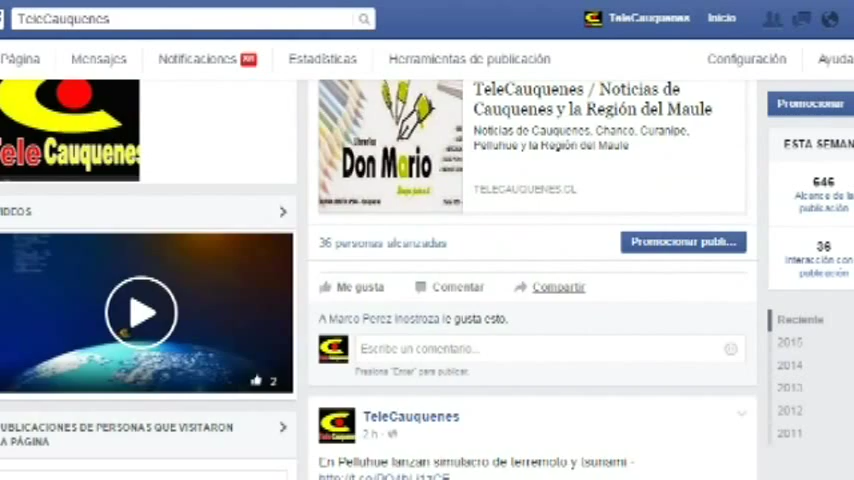 TeleCauquenes
TeleCauquenes Inicio
Página Mensajes Notificaciones Estadísticas Herramientas de publicación Configuración Ayuda
TeleCauquenes
Librerías
Don Mario
TeleCauquenes / Noticias de
Cauquenes y la Región del Maule
Noticias de Cauquenes, Chanco, Curanipe,
Pelluhue y la Región del Maule
TELECAUQUENES.CL
Promocionar
ESTA SEMAN
646
Alcance de la
publicación
36
Interacción con
publicación
VIDEOS
2
36 personas alcanzadas
Promocionar publi...
Me gusta Comentar Compartir
A Marco Perez Inostroza le gusta esto.
Escribe un comentario...
Presiona "Enter" para publicar.
Reciente
2015
2014
2013
2012
2011
UBLICACIONES DE PERSONAS QUE VISITARON
A PÁGINA
TeleCauquenes
2 h
En Pelluhue lanzan simulacro de terremoto y tsunami -